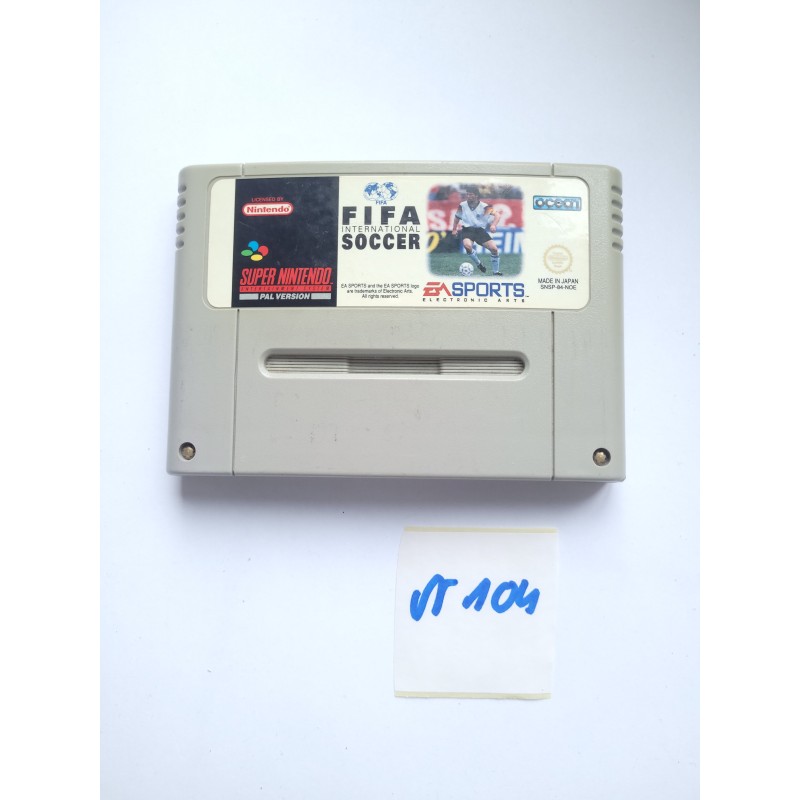 LICENSED BY
Nintendo
SUPER NINTENDO
ENTERTAINMENT SYSTEM
PAL VERSION
FIFA
FIFA
INTERNATIONAL
SOCCER
EA SPORTS and the EA SPORTS logo
are trademarks of Electronic Arts.
All rights reserved.
EA SPORTS™
ELECTRONIC ARTS
ocean
MADE IN JAPAN
SNSP-84-NOE
VT 104